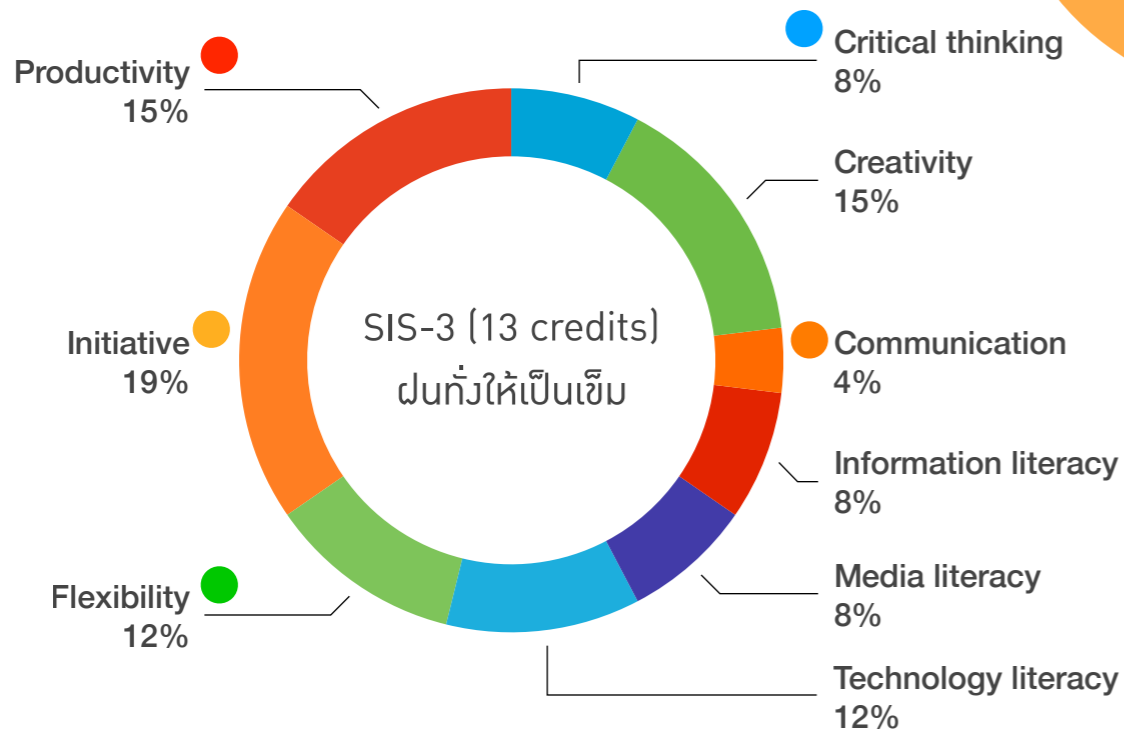 Productivity
15%
Critical thinking
8%
Creativity
15%
SIS-3 (13 credits)
ฝนทั่งให้เป็นเข็ม
Initiative
19%
Communication
4%
Information literacy
8%
Media literacy
8%
Flexibility
12%
Technology literacy
12%